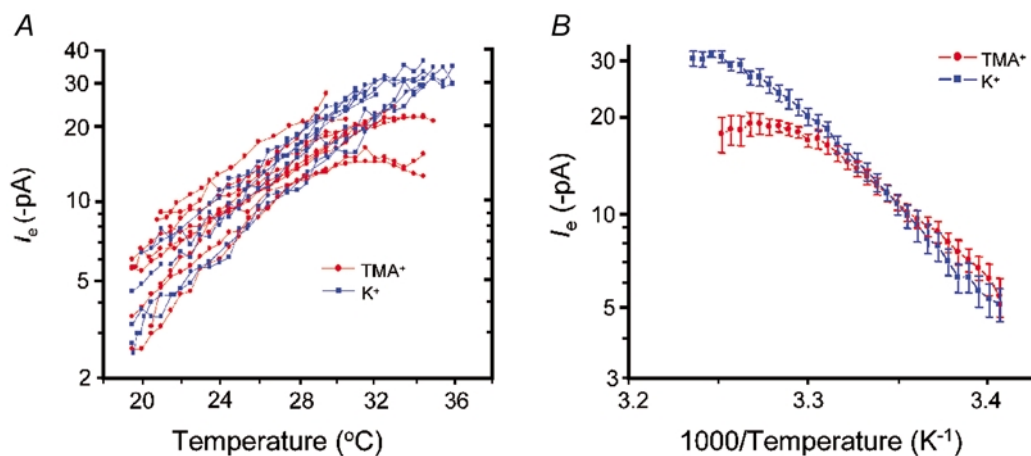 A
B
40
30
20
10
5
2
I_e (-pA)
TMA⁺
K⁺
20 24 28 32 36
Temperature (°C)
30
20
10
5
3
I_e (-pA)
TMA⁺
K⁺
3.2 3.3 3.4
1000/Temperature (K⁻¹)